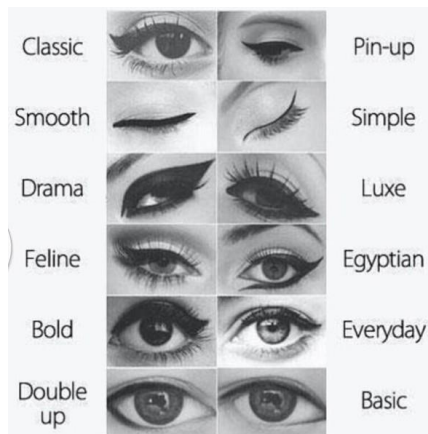 Classic
Pin-up
Smooth
Simple
Drama
Luxe
Feline
Egyptian
Bold
Everyday
Double
up
Basic